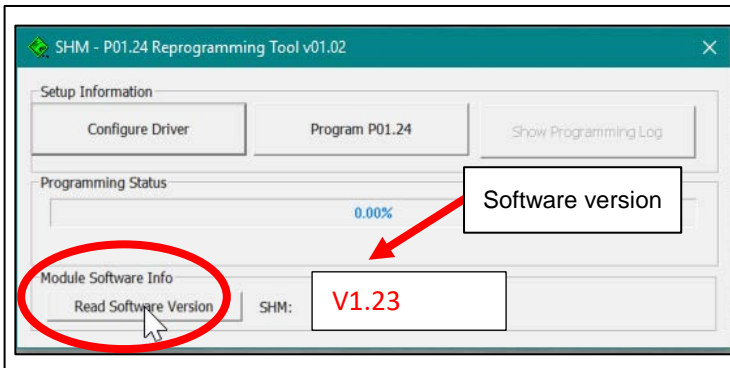 SHM - P01.24 Reprogramming Tool v01.02
Setup Information
Configure Driver
Program P01.24
Show Programming Log
Programming Status
0.00%
Software version
Module Software Info
Read Software Version
SHM:
V1.23